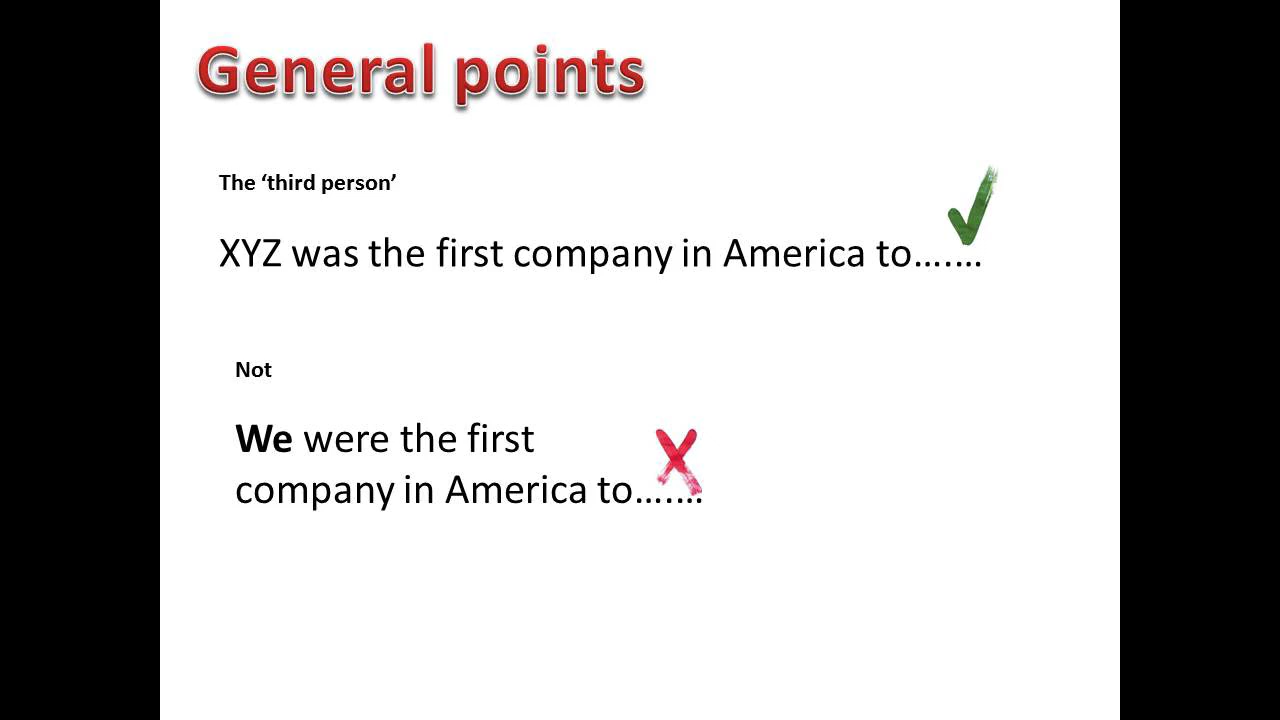 General points
The ‘third person’
XYZ was the first company in America to…….
Not
We were the first
company in America to…….